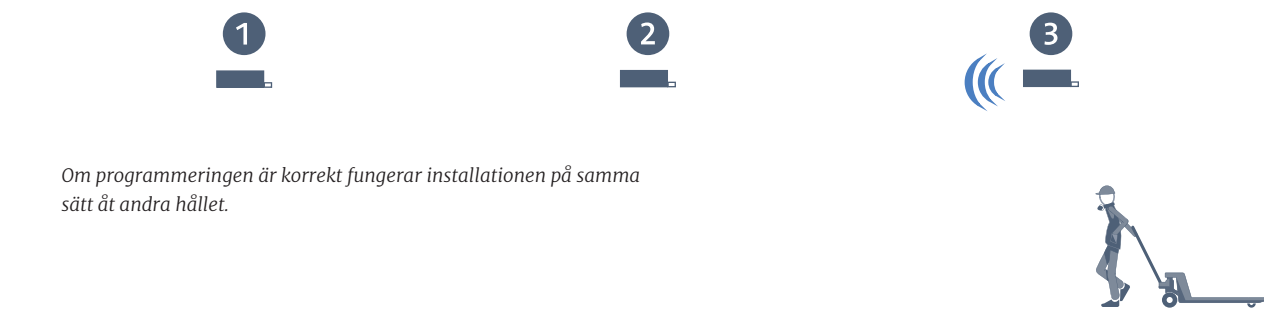 1 2 3
Om programmeringen är korrekt fungerar installationen på samma
sätt åt andra hållet.